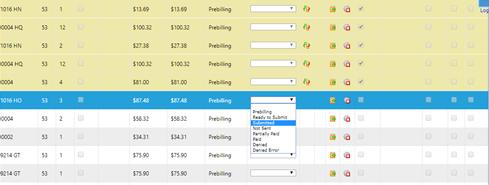 1016 HN 53 1 $13.69 $13.69 Prebilling
Log
0004 HQ 53 12 $100.32 $100.32 Prebilling
1016 HN 53 2 $27.38 $27.38 Prebilling
0004 HQ 53 12 $100.32 $100.32 Prebilling
0004 53 4 $81.00 $81.00 Prebilling
1016 HO 53 3 $87.48 $87.48 Prebilling
Prebilling
Ready to Submit
0004 53 2 $58.32 $58.32 Prebilling
Submitted
Not Sent
0002 53 1 $34.31 $34.31 Prebilling
Partially Paid
Paid
Denied
9214 GT 53 1 $75.90 $75.90 Prebilling
Denied Error
9214 GT 53 1 $75.90 $75.90 Prebilling